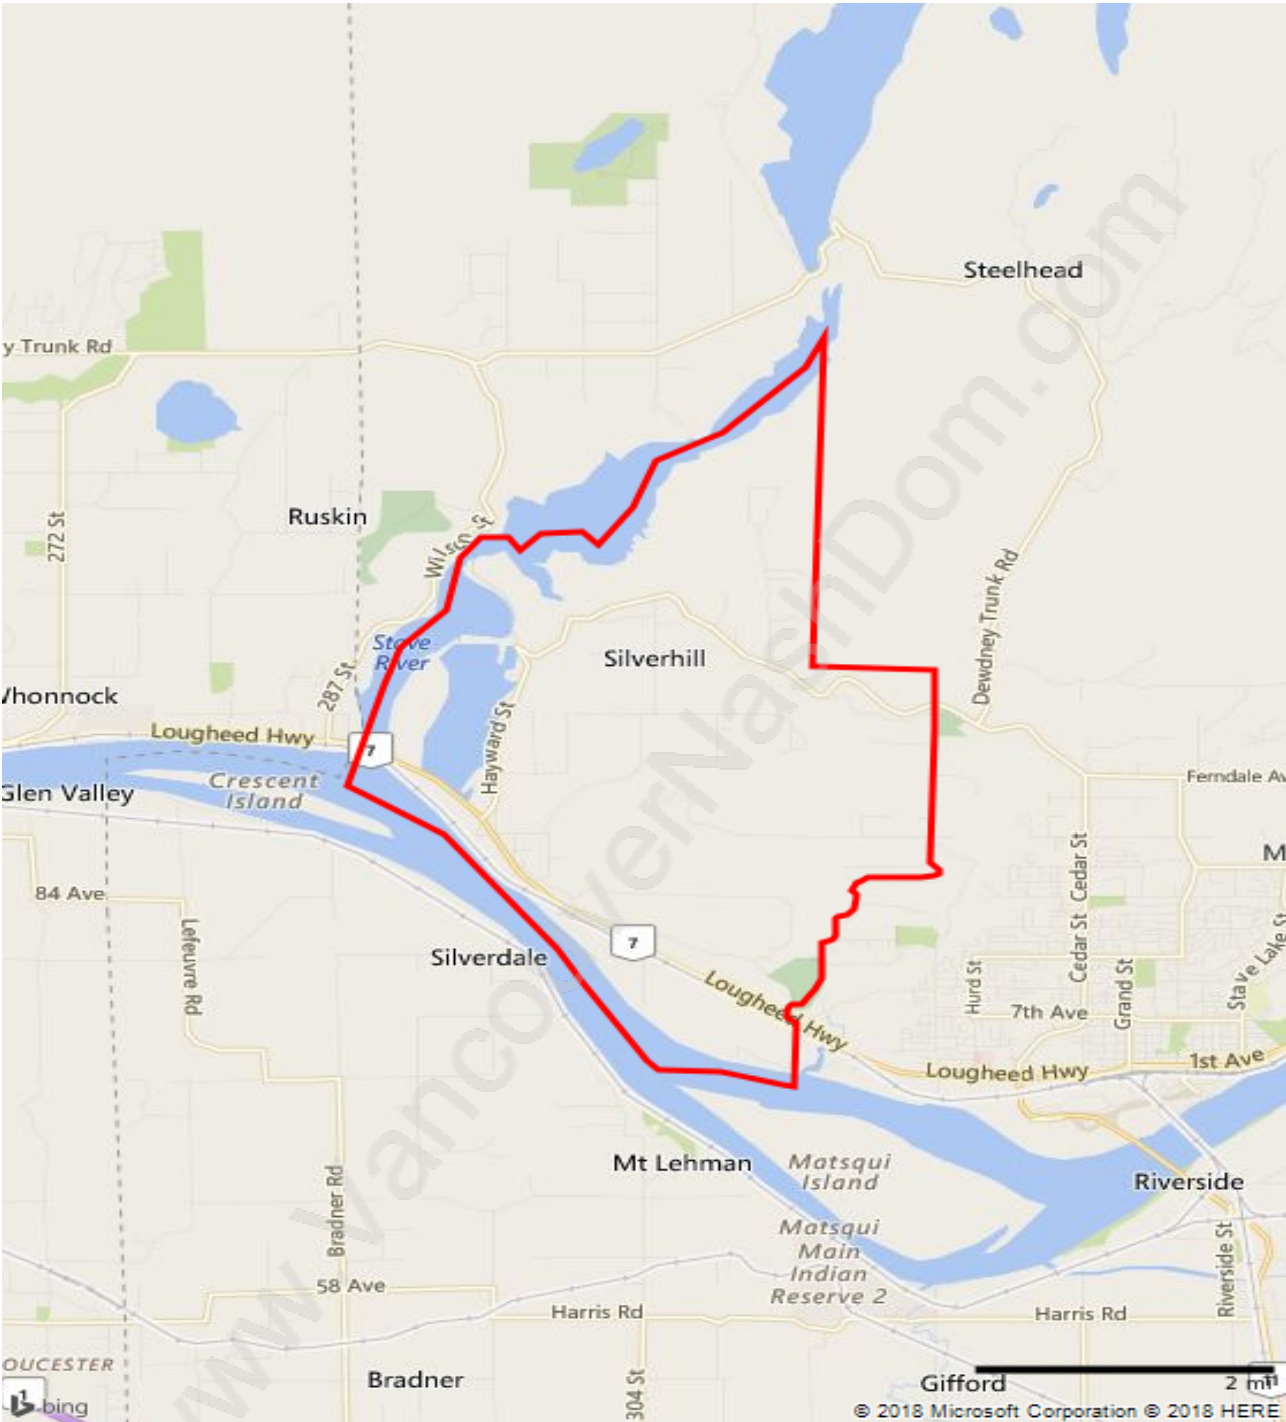 Steelhead
y Trunk Rd
Ruskin
272 St
Wilson St
Dewdney Trunk Rd
Stave
River
Silverhill
287 St
Whonnock
Lougheed Hwy
7
Hayward St
Crescent
Island
Glen Valley
Ferndale Av
Cedar St
Cedar St
M
84 Ave
Lefeuvre Rd
Silverdale
7
Lougheed Hwy
Hurd St
Grand St
Stave Lake St
7th Ave
1st Ave
Lougheed Hwy
Mt Lehman
Matsqui
Island
Riverside
Bradner Rd
Matsqui
Main
Indian
Reserve 2
Riverside St
58 Ave
Harris Rd
Harris Rd
OUCESTER
1
bing
Bradner
304 St
Gifford
2 mi
11
© 2018 Microsoft Corporation © 2018 HERE
www.VancouverNashDom.com